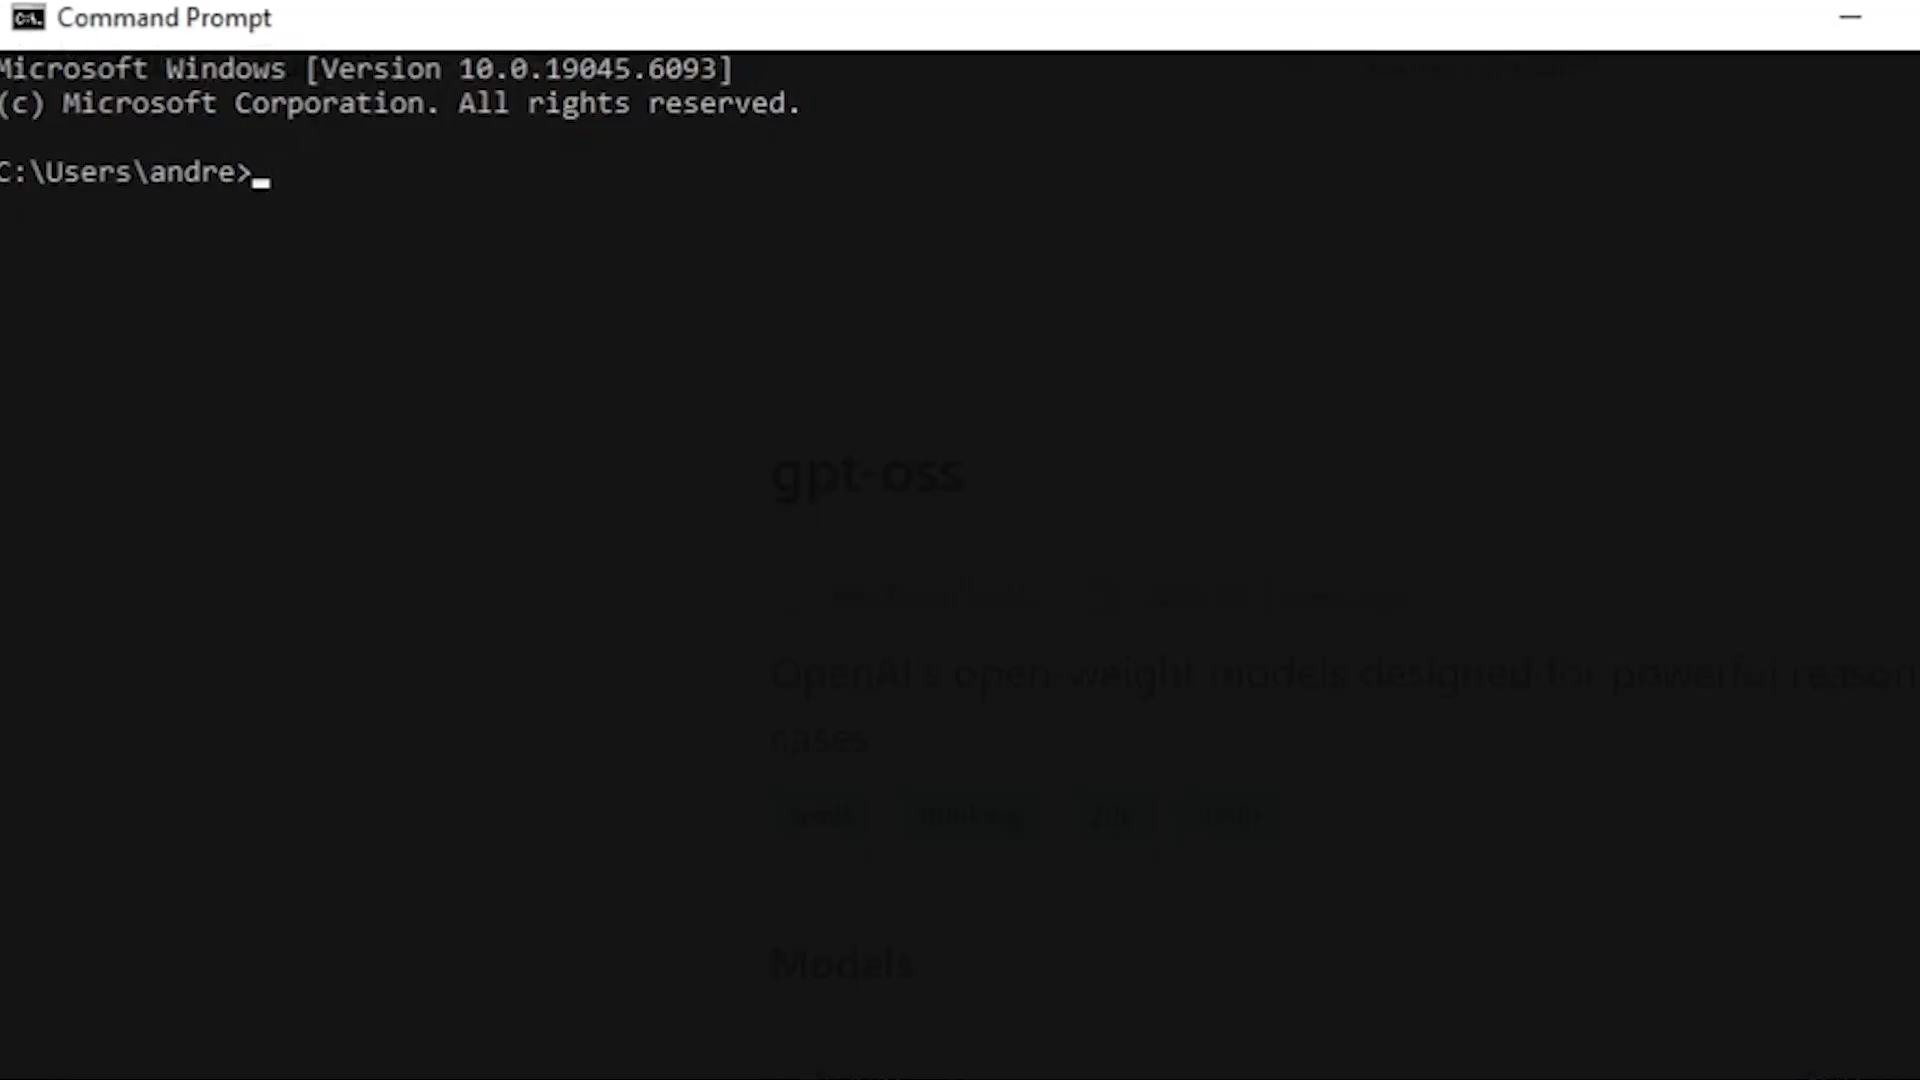 Command Prompt
Microsoft Windows [Version 10.0.19045.6093]
(c) Microsoft Corporation. All rights reserved.
C:\Users\andre>
gpt-oss
OpenAI's open-weight models designed for powerful reason
cases
thinking
Models